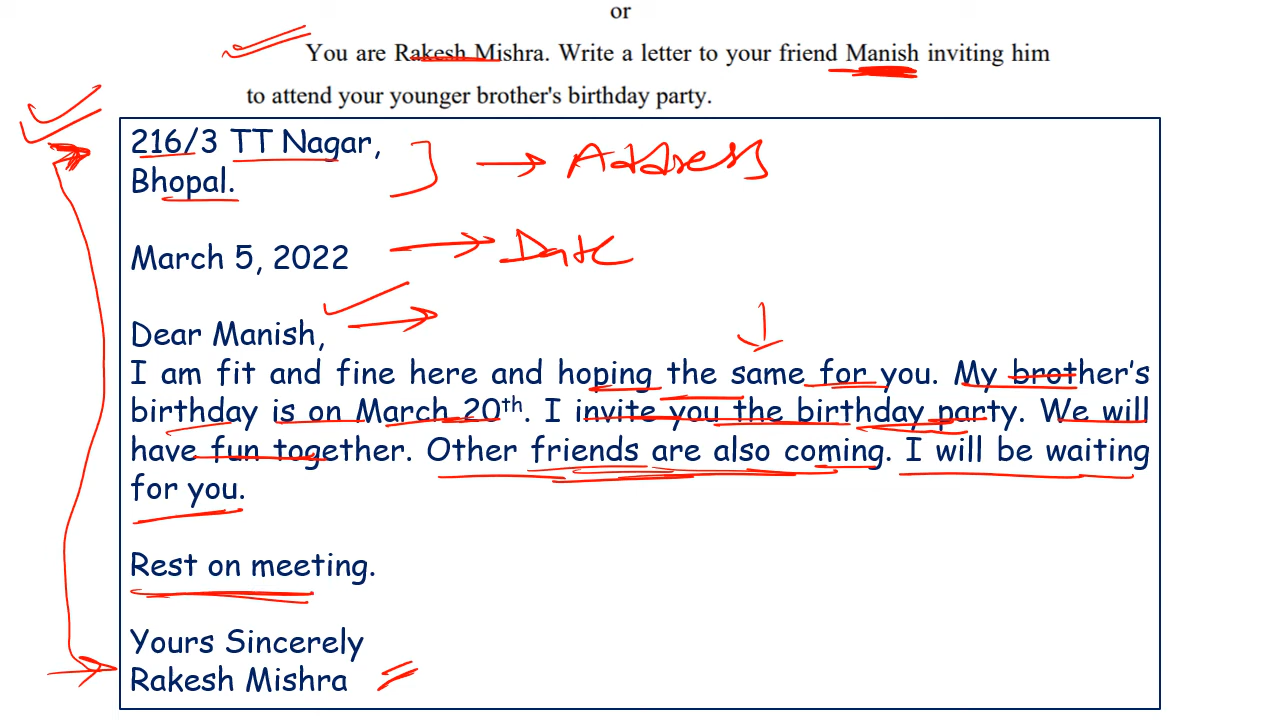 or
You are Rakesh Mishra. Write a letter to your friend Manish inviting him
to attend your younger brother's birthday party.
216/3 TT Nagar,
Bhopal.
Address
March 5, 2022
Date
Dear Manish,
I am fit and fine here and hoping the same for you. My brother's
birthday is on March 20th. I invite you the birthday party. We will
have fun together. Other friends are also coming. I will be waiting
for you.
Rest on meeting.
Yours Sincerely
Rakesh Mishra